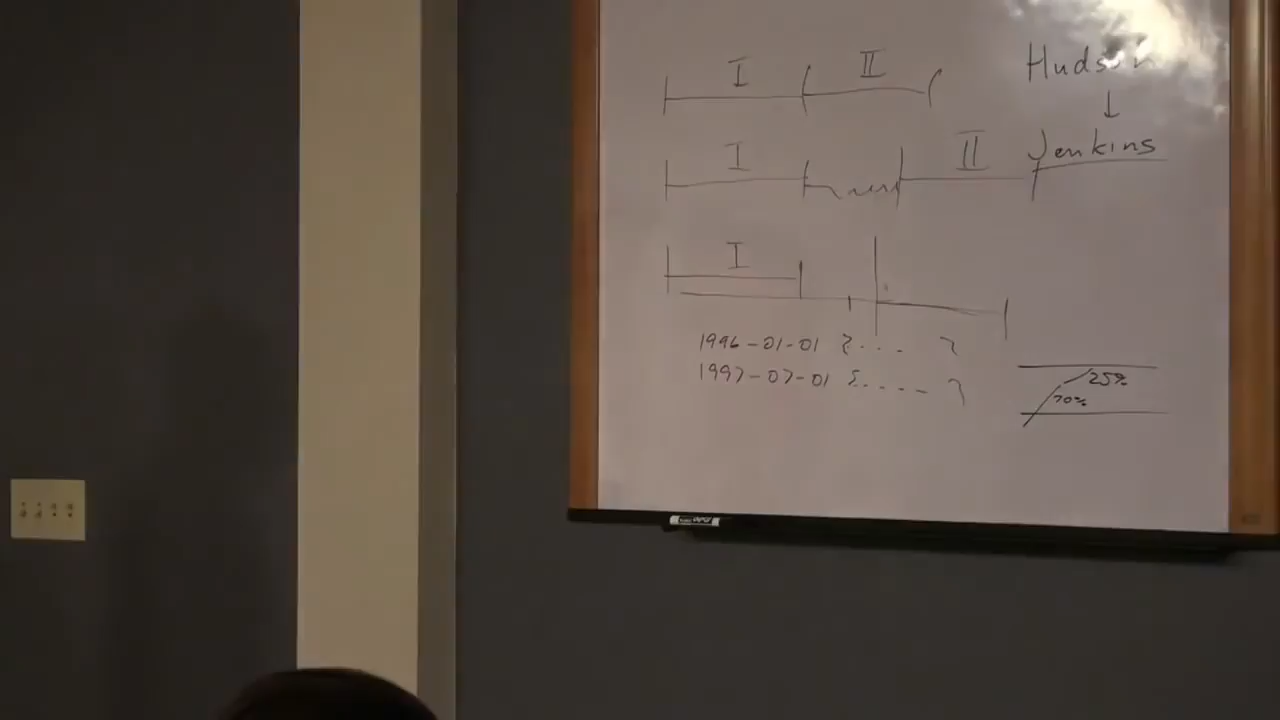 I II
Hudson
I II
Jenkins
I
1996-01-01 {.... }
1997-07-01 {..... }
25%
70%